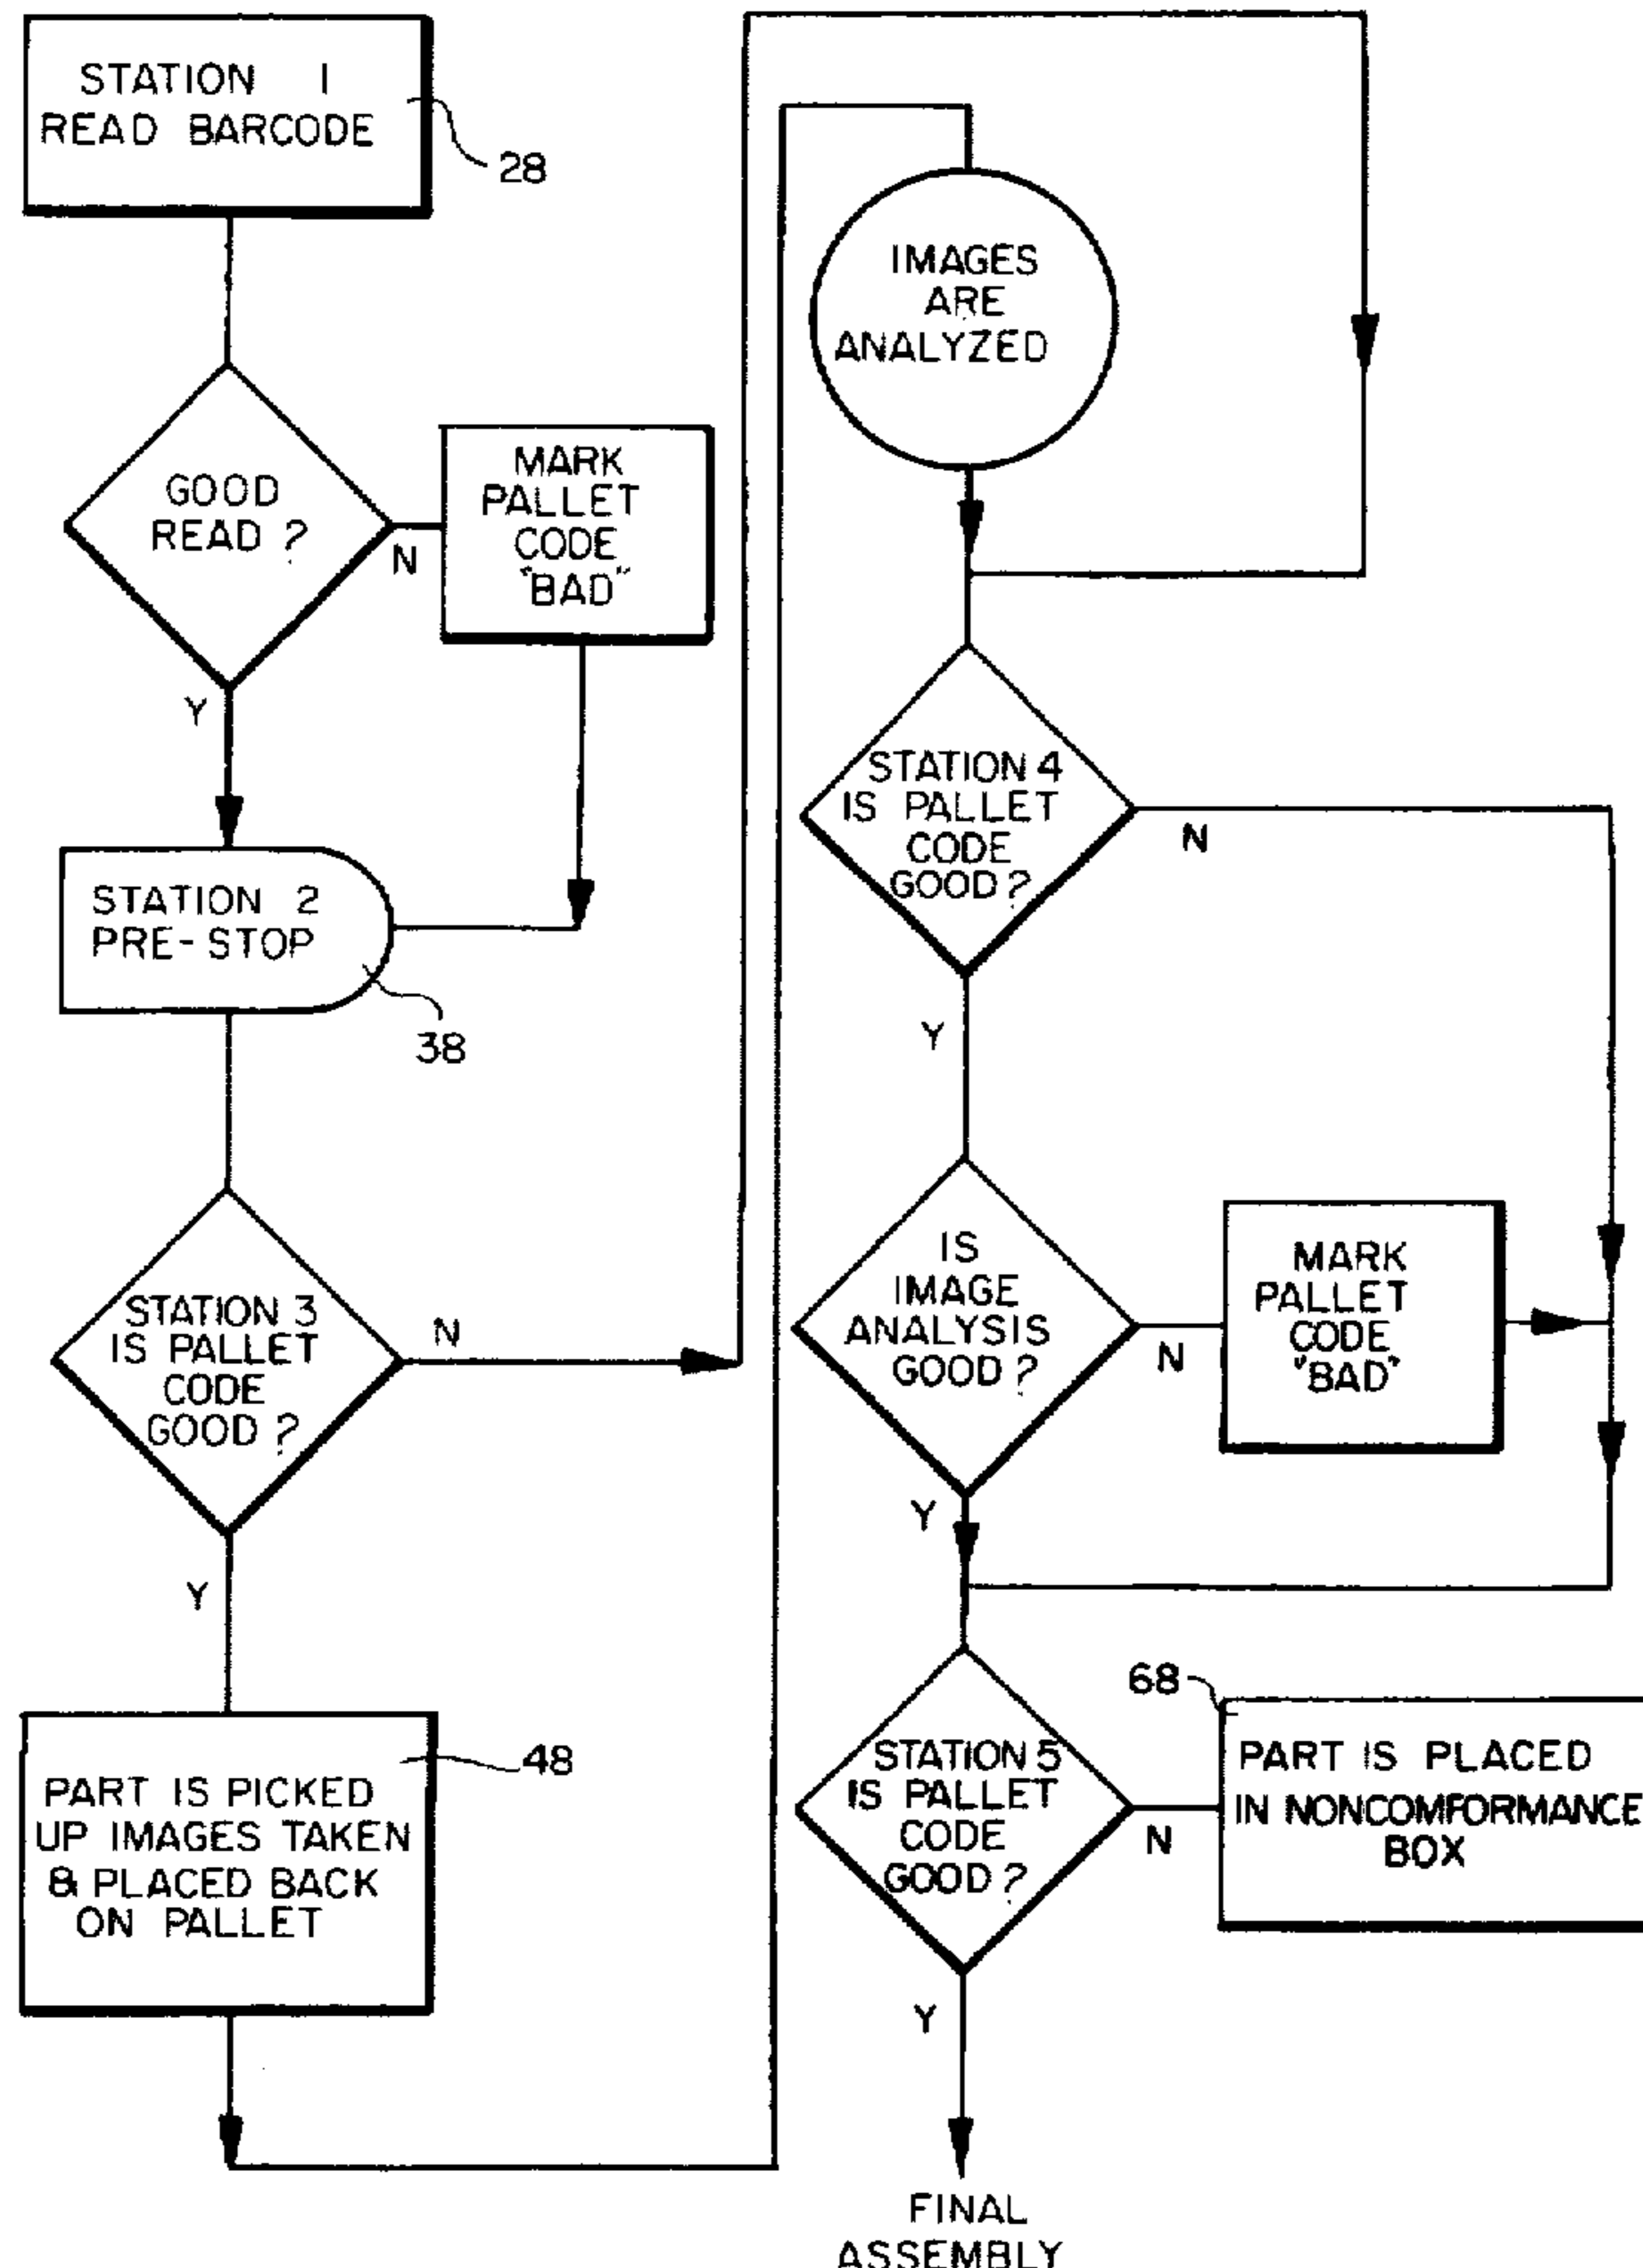 STATION 1
READ BARCODE
28
GOOD
READ ?
N
MARK
PALLET
CODE
"BAD"
Y
STATION 2
PRE-STOP
38
STATION 3
IS PALLET
CODE
GOOD ?
N
Y
PART IS PICKED
UP IMAGES TAKEN
& PLACED BACK
ON PALLET
48
IMAGES
ARE
ANALYZED
STATION 4
IS PALLET
CODE
GOOD ?
N
Y
IS
IMAGE
ANALYSIS
GOOD ?
N
MARK
PALLET
CODE
"BAD"
Y
STATION 5
IS PALLET
CODE
GOOD ?
N
68
PART IS PLACED
IN NONCOMFORMANCE
BOX
Y
FINAL
ASSEMBLY